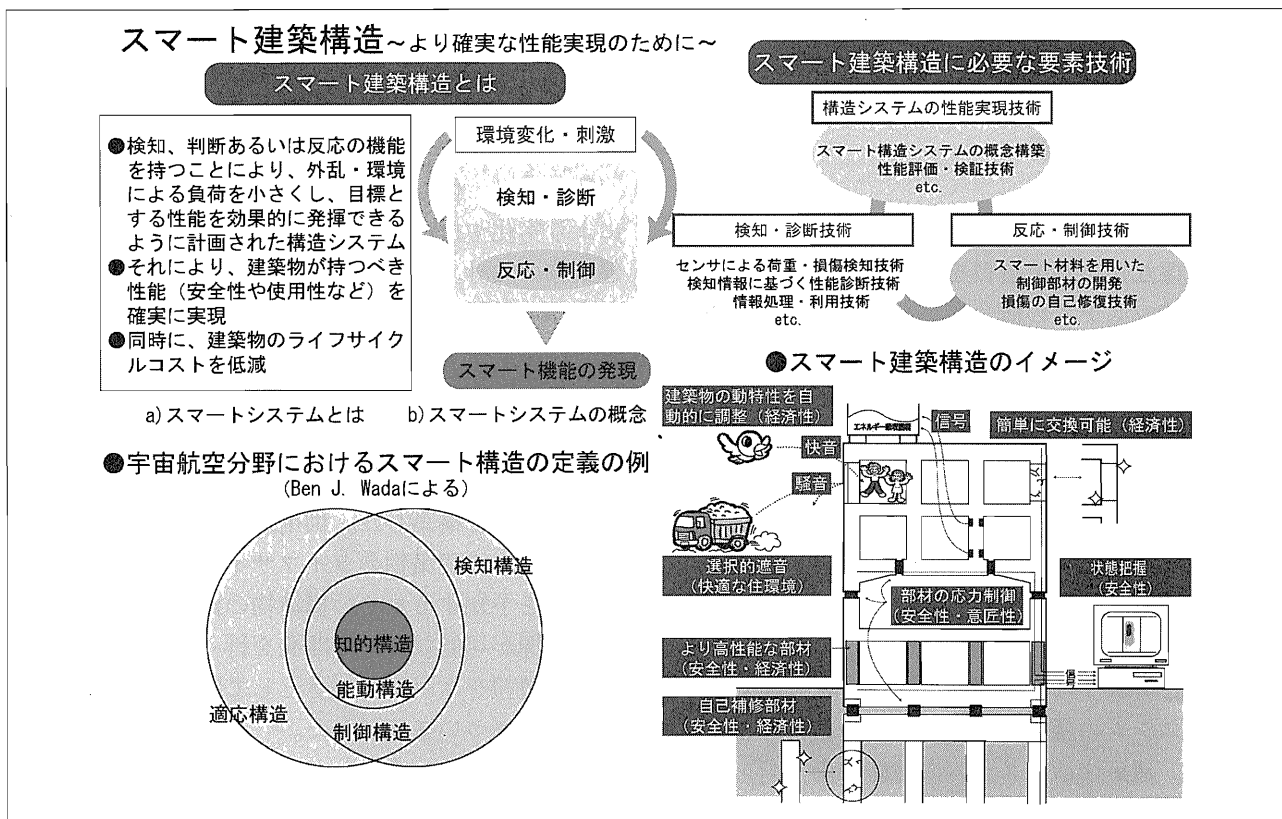 スマート建築構造~より確実な性能実現のために~
スマート建築構造とは
●検知、判断あるいは反応の機能
を持つことにより、外乱・環境
による負荷を小さくし、目標と
する性能を効果的に発揮できる
ように計画された構造システム
●それにより、建築物が持つべき
性能（安全性や使用性など）を
確実に実現
●同時に、建築物のライフサイク
ルコストを低減
環境変化・刺激
検知・診断
反応・制御
スマート機能の発現
a)スマートシステムとは
b)スマートシステムの概念
●宇宙航空分野におけるスマート構造の定義の例
(Ben J. Wadaによる)
検知構造
知的構造
能動構造
適応構造
制御構造
スマート建築構造に必要な要素技術
構造システムの性能実現技術
スマート構造システムの概念構築
性能評価・検証技術
etc.
検知・診断技術
センサによる荷重・損傷検知技術
検知情報に基づく性能診断技術
情報処理・利用技術
etc.
反応・制御技術
スマート材料を用いた
制御部材の開発
損傷の自己修復技術
etc.
●スマート建築構造のイメージ
建築物の動特性を自
動的に調整（経済性）
信号
簡単に交換可能（経済性）
快音
騒音
選択的遮音
（快適な住環境）
状態把握
（安全性）
部材の応力制御
（安全性・意匠性）
より高性能な部材
（安全性・経済性）
信号
自己補修部材
（安全性・経済性）